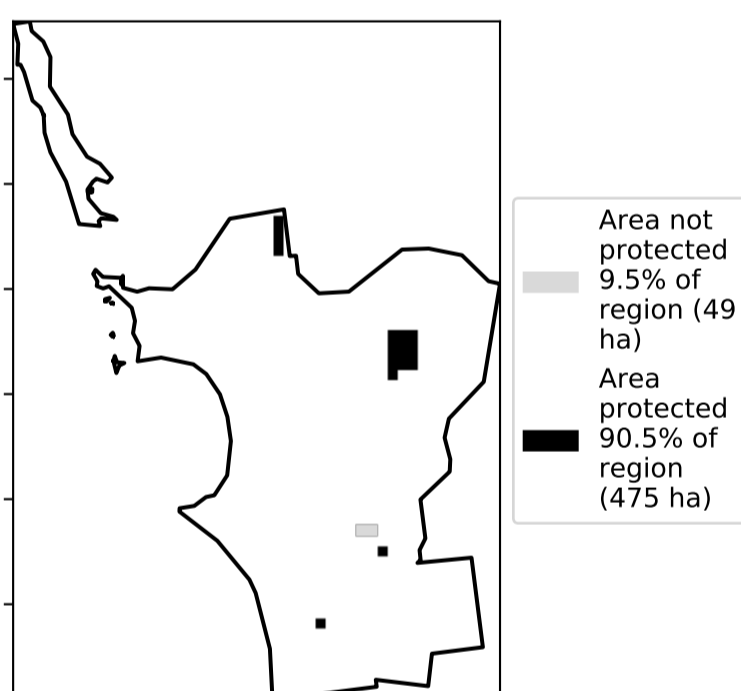 Area not
protected
9.5% of
region (49
ha)
Area
protected
90.5% of
region
(475 ha)